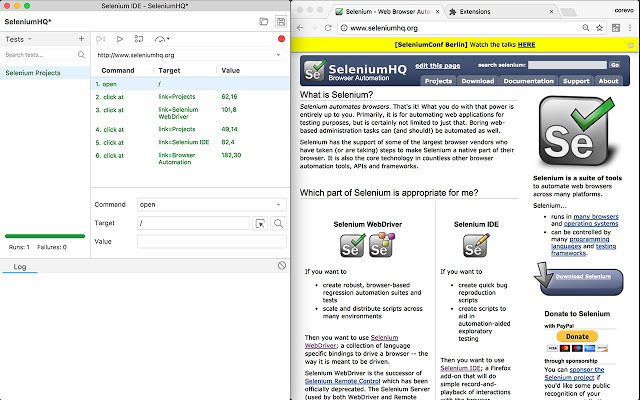 Selenium IDE - SeleniumHQ*
SeleniumHQ*
Tests
Search tests...
Selenium Projects
http://www.seleniumhq.org
Command Target Value
1. open /
2. click at link=Projects 62,16
3. click at link=Selenium WebDriver 101,8
4. click at link=Projects 49,14
5. click at link=Selenium IDE 82,4
6. click at link=Browser Automation 182,30
Command open
Target /
Value
Runs: 1 Failures: 0
Log
Selenium - Web Browser Autom
Extensions
corevo
www.seleniumhq.org
[SeleniumConf Berlin] Watch the talks HERE
Se
SeleniumHQ
Browser Automation
edit this page
search selenium:
Go
Projects Download Documentation Support About
What is Selenium?
Selenium automates browsers. That's it! What you do with that power is
entirely up to you. Primarily, it is for automating web applications for
testing purposes, but is certainly not limited to just that. Boring web-
based administration tasks can (and should!) be automated as well.
Selenium has the support of some of the largest browser vendors who
have taken (or are taking) steps to make Selenium a native part of their
browser. It is also the core technology in countless other browser
automation tools, APIs and frameworks.
Which part of Selenium is appropriate for me?
Selenium WebDriver
Se Se
If you want to
create robust, browser-based
regression automation suites and
tests
scale and distribute scripts
across many environments
Then you want to use Selenium
WebDriver; a collection of language
specific bindings to drive a browser -- the
way it is meant to be driven.
Selenium WebDriver is the successor of
Selenium Remote Control which has been
officially deprecated. The Selenium Server
(used by both WebDriver and Remote
Selenium IDE
Se
If you want to
create quick bug
reproduction
scripts
create scripts to
aid in
automation-aided
exploratory
testing
Then you want to use
Selenium IDE; a Firefox
add-on that will do
simple record-and-
playback of interactions
with the browser.
Se
Selenium is a suite of tools
to automate web browsers
across many platforms.
Selenium...
runs in many browsers
and operating systems
can be controlled by
many programming
languages and testing
frameworks.
Download Selenium
Donate to Selenium
with PayPal
Donate
through sponsorship
You can sponsor the
Selenium project if
you'd like some public
recognition of your